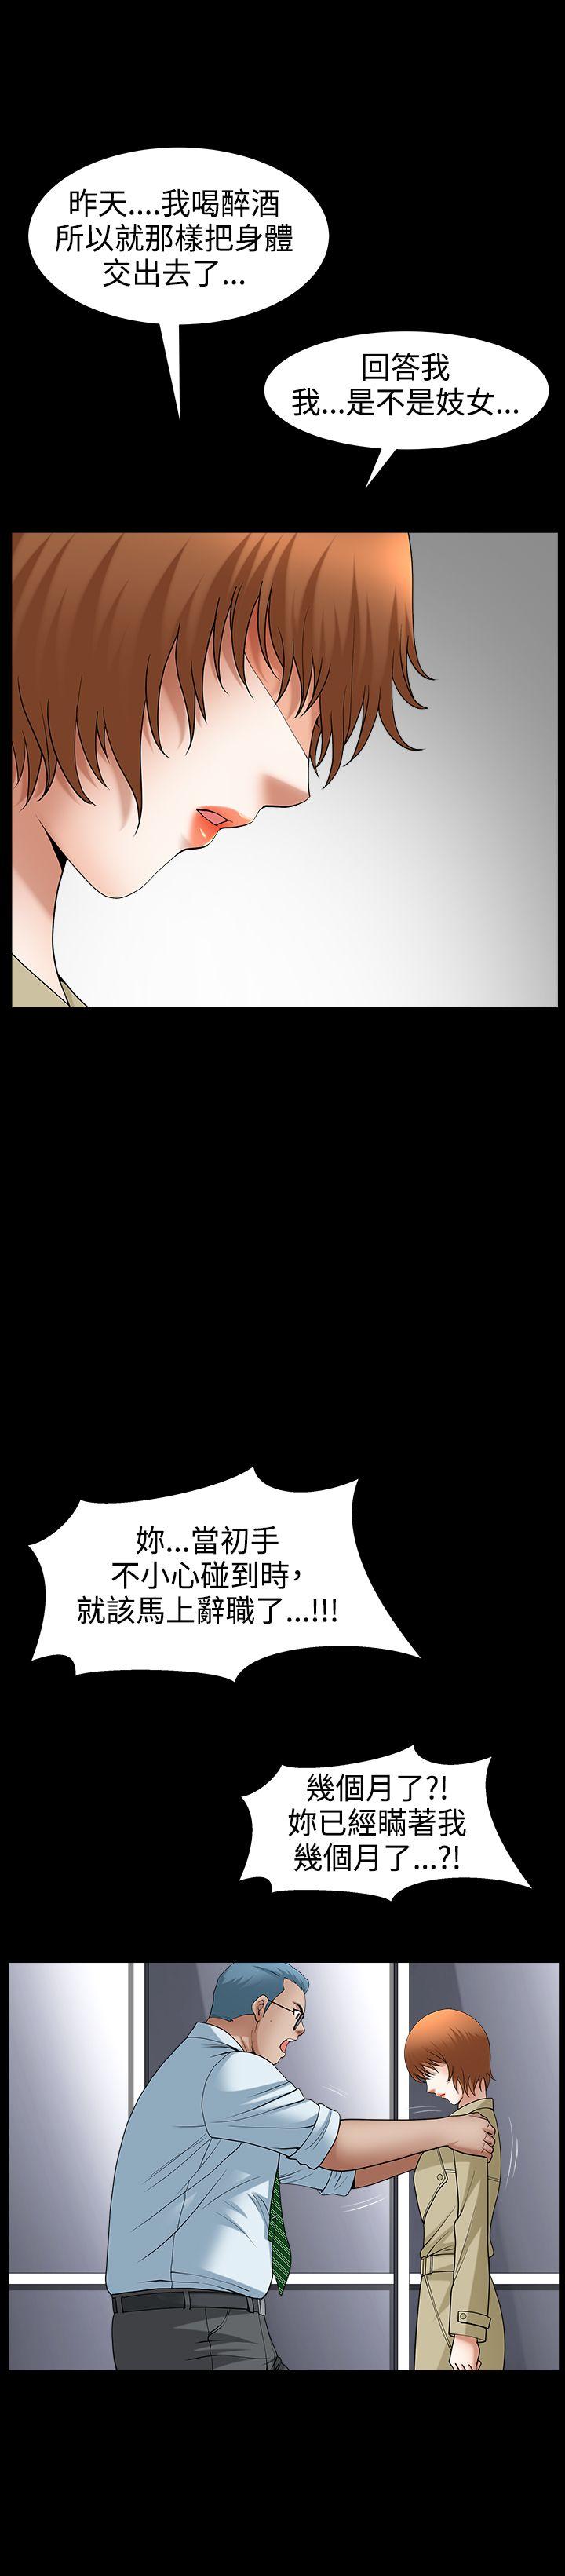 昨天....我喝醉酒
所以就那樣把身體
交出去了...
回答我
我...是不是妓女...
妳...當初手
不小心碰到時，
就該馬上辭職了...!!!
幾個月了?!
妳已經瞞著我
幾個月了...?!